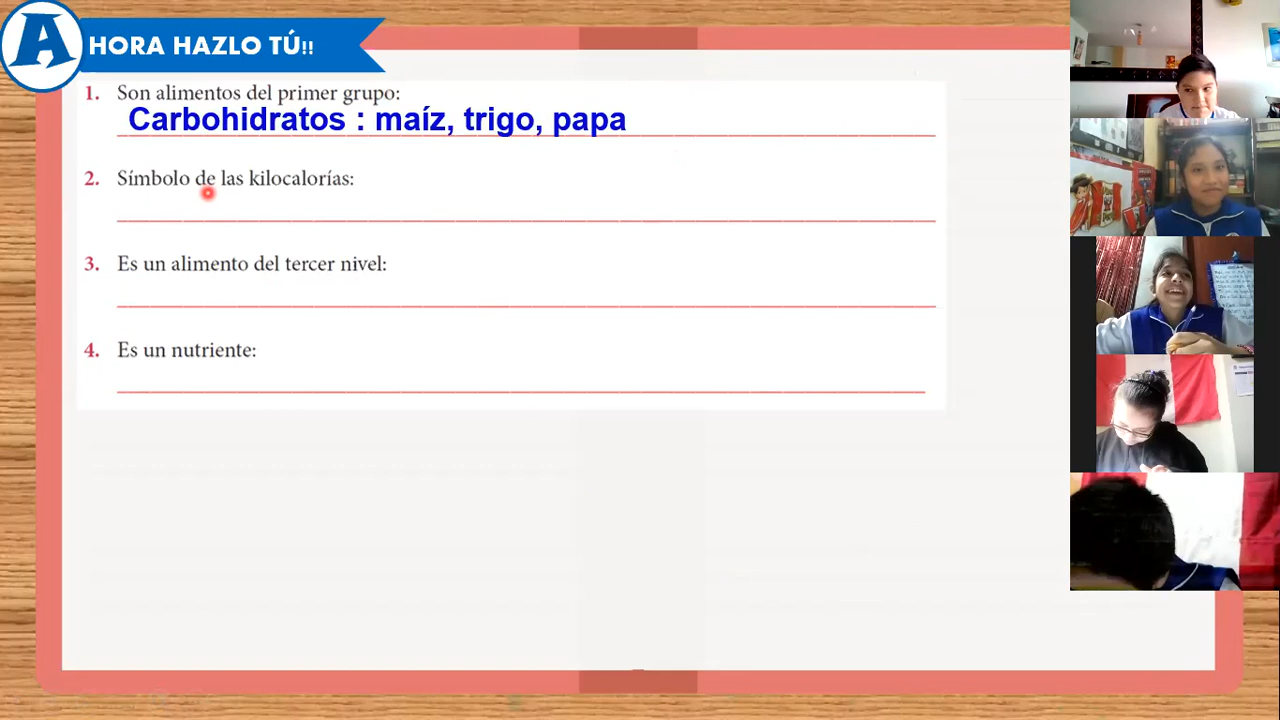 AHORA HAZLO TÚ!!
1. Son alimentos del primer grupo:
Carbohidratos : maíz, trigo, papa
2. Símbolo de las kilocalorías:
3. Es un alimento del tercer nivel:
4. Es un nutriente: